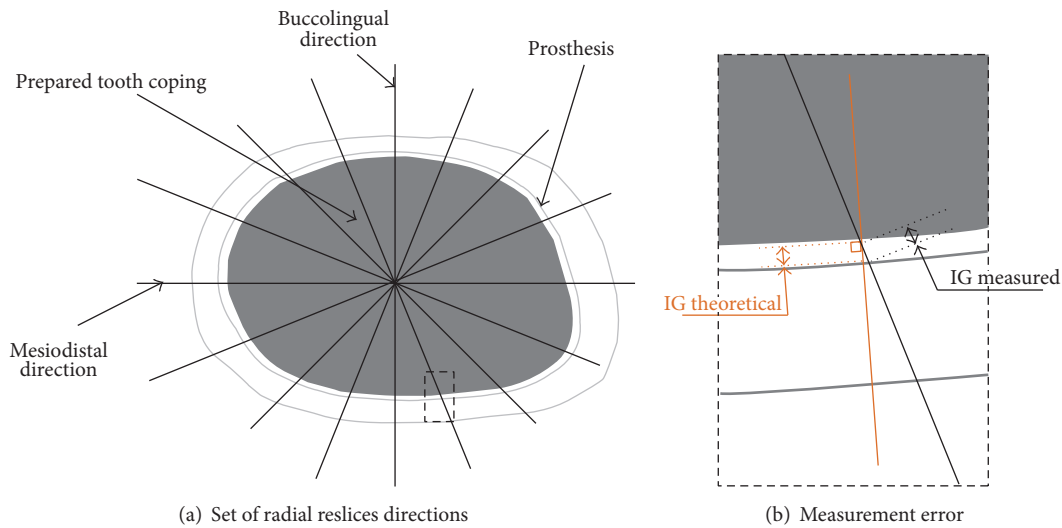 Buccolingual
direction
Prosthesis
Prepared tooth coping
Mesiodistal
direction
(a) Set of radial reslices directions
IG theoretical
IG measured
(b) Measurement error